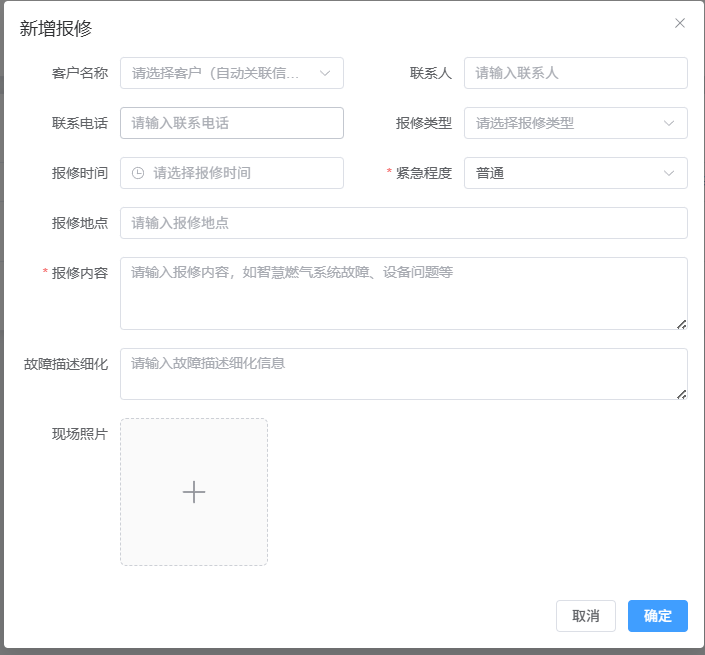 新增报修
客户名称 请选择客户（自动关联信... 联系人 请输入联系人
联系电话 请输入联系电话 报修类型 请选择报修类型
报修时间 请选择报修时间 * 紧急程度 普通
报修地点 请输入报修地点
* 报修内容 请输入报修内容，如智慧燃气系统故障、设备问题等
故障描述细化 请输入故障描述细化信息
现场照片
取消 确定